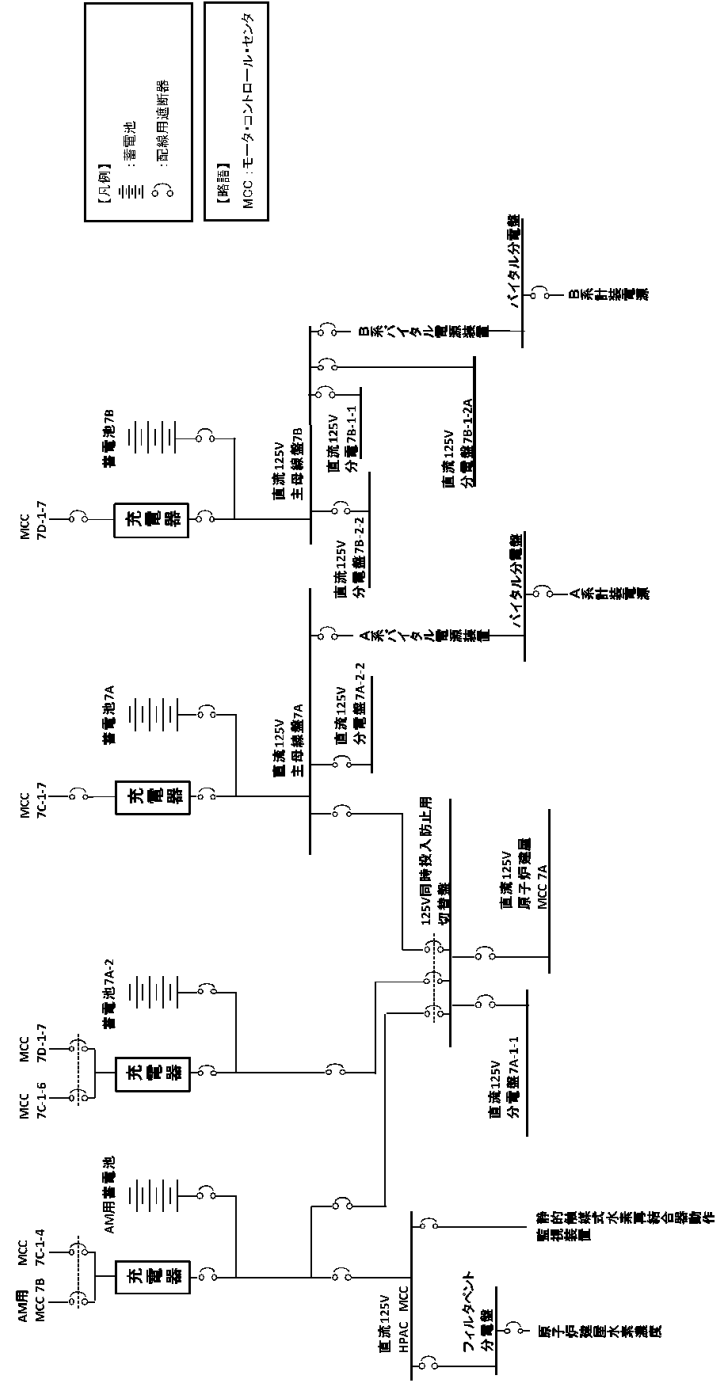 AM用
MCC 7B
MCC
7C-1-4
充電器
AM用蓄電池
直流125V
HPAC MCC
フィルタベント
分電盤
原子炉建屋水素濃度
静的触媒式水素再結合器動作
監視装置
MCC
7C-1-6
MCC
7D-1-7
充電器
蓄電池7A-2
125V同時投入防止用
切替盤
直流125V
分電盤7A-1-1
直流125V
原子炉建屋
MCC 7A
MCC
7C-1-7
充電器
蓄電池7A
直流125V
主母線盤7A
直流125V
分電盤7A-2-2
A系バイタル電源装置
バイタル分電盤
A系計装電源
MCC
7D-1-7
充電器
蓄電池7B
直流125V
主母線盤7B
直流125V
分電盤7B-2-2
直流125V
分電7B-1-1
直流125V
分電盤7B-1-2A
B系バイタル電源装置
バイタル分電盤
B系計装電源
【凡例】
：蓄電池
：配線用遮断器
【略語】
MCC：モータ・コントロール・センタ